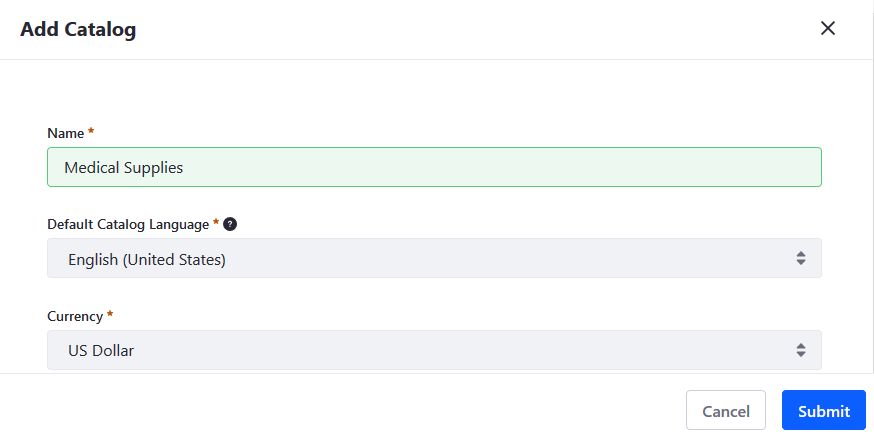 Add Catalog
Name *
Medical Supplies
Default Catalog Language * ?
English (United States)
Currency *
US Dollar
Cancel
Submit